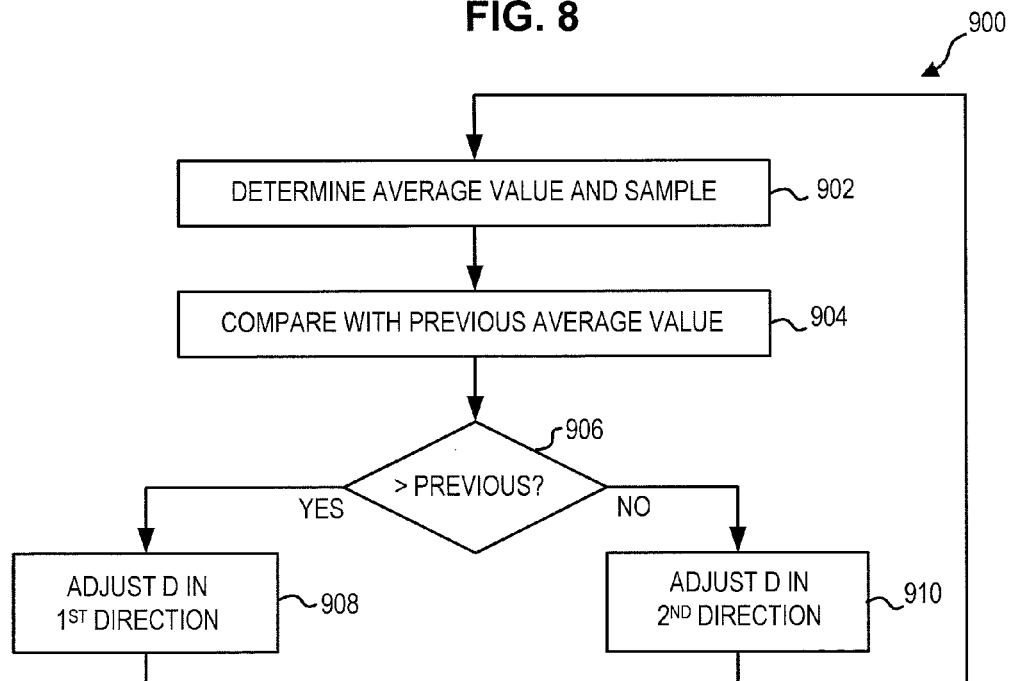 FIG. 8
900
DETERMINE AVERAGE VALUE AND SAMPLE
902
COMPARE WITH PREVIOUS AVERAGE VALUE
904
906
> PREVIOUS?
YES
NO
ADJUST D IN
1ST DIRECTION
908
ADJUST D IN
2ND DIRECTION
910